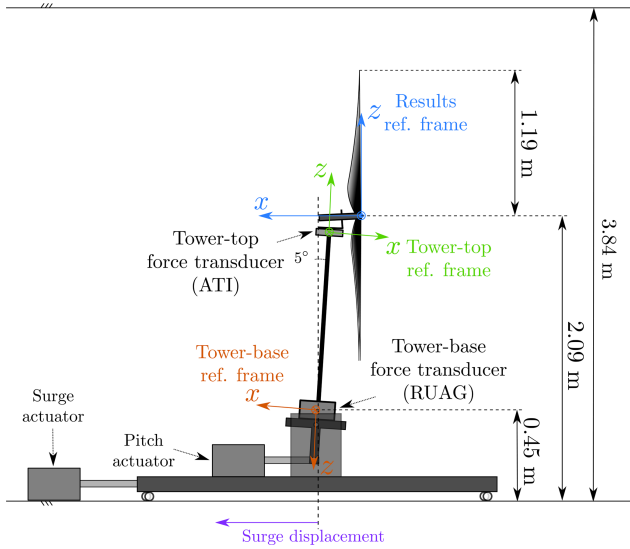 z
Results
ref. frame
1.19 m
z
x
Tower-top
force transducer
(ATI)
5°
x
Tower-top
ref. frame
3.84 m
2.09 m
Tower-base
ref. frame
x
Tower-base
force transducer
(RUAG)
Surge
actuator
Pitch
actuator
z
0.45 m
Surge displacement